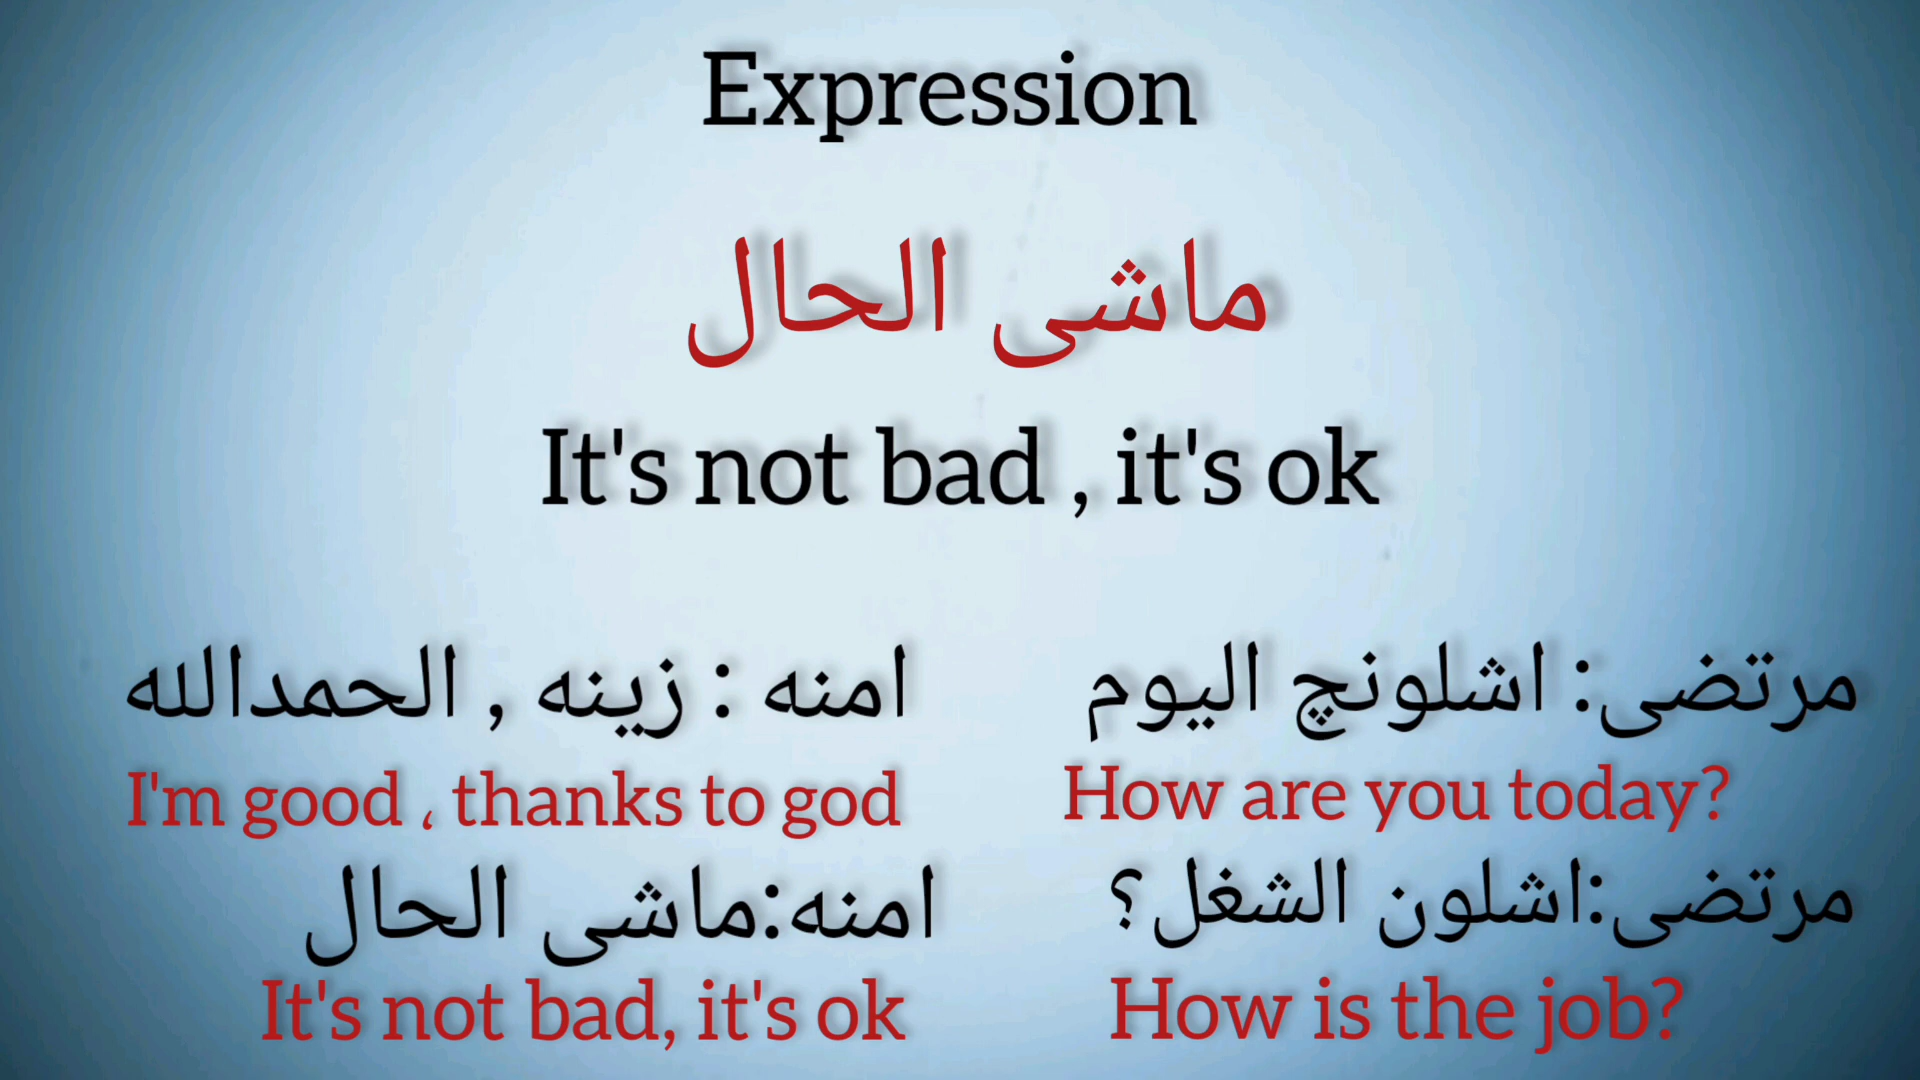 Expression
ماشى الحال
It's not bad , it's ok
مرتضى: اشلونچ اليوم
امنه : زينه , الحمدالله
How are you today?
I'm good ، thanks to god
مرتضى:اشلون الشغل؟
امنه:ماشى الحال
How is the job?
It's not bad, it's ok